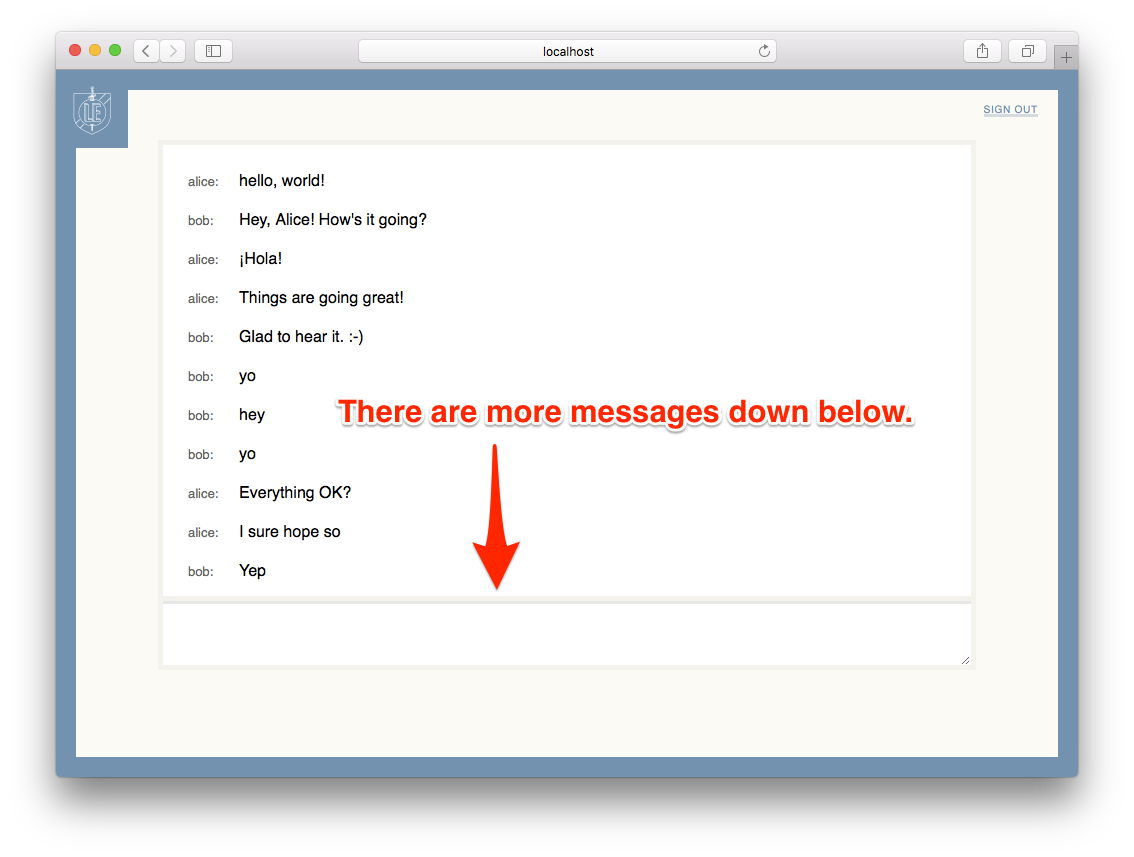 localhost
LE
SIGN OUT
alice: hello, world!
bob: Hey, Alice! How's it going?
alice: ¡Hola!
alice: Things are going great!
bob: Glad to hear it. :-)
bob: yo
bob: hey
There are more messages down below.
bob: yo
alice: Everything OK?
alice: I sure hope so
bob: Yep